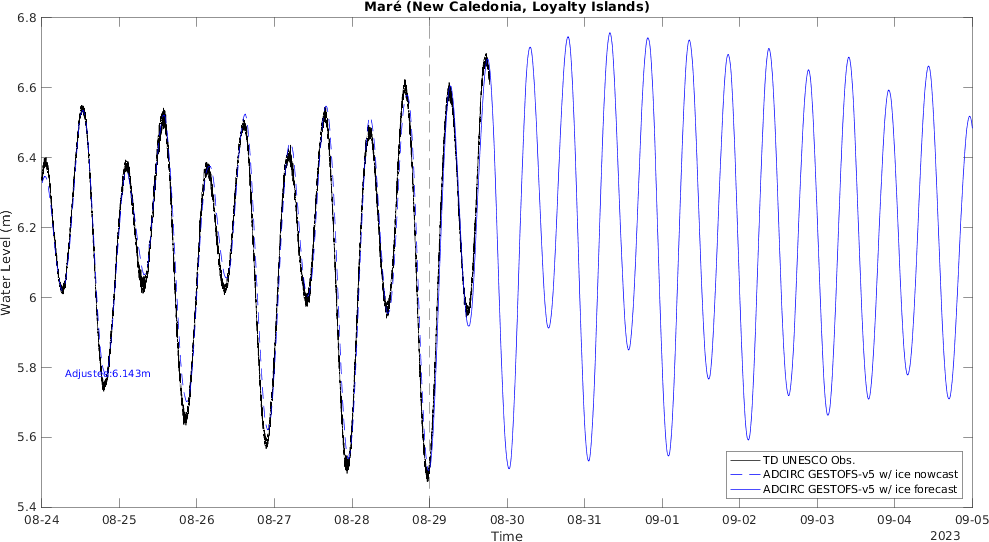 Maré (New Caledonia, Loyalty Islands)
6.8
6.6
6.4
6.2
6
5.8
5.6
5.4
Water Level (m)
Adjusted:6.143m
TD UNESCO Obs.
ADCIRC GESTOFS-v5 w/ ice nowcast
ADCIRC GESTOFS-v5 w/ ice forecast
08-24 08-25 08-26 08-27 08-28 08-29 08-30 08-31 09-01 09-02 09-03 09-04 09-05
Time
2023